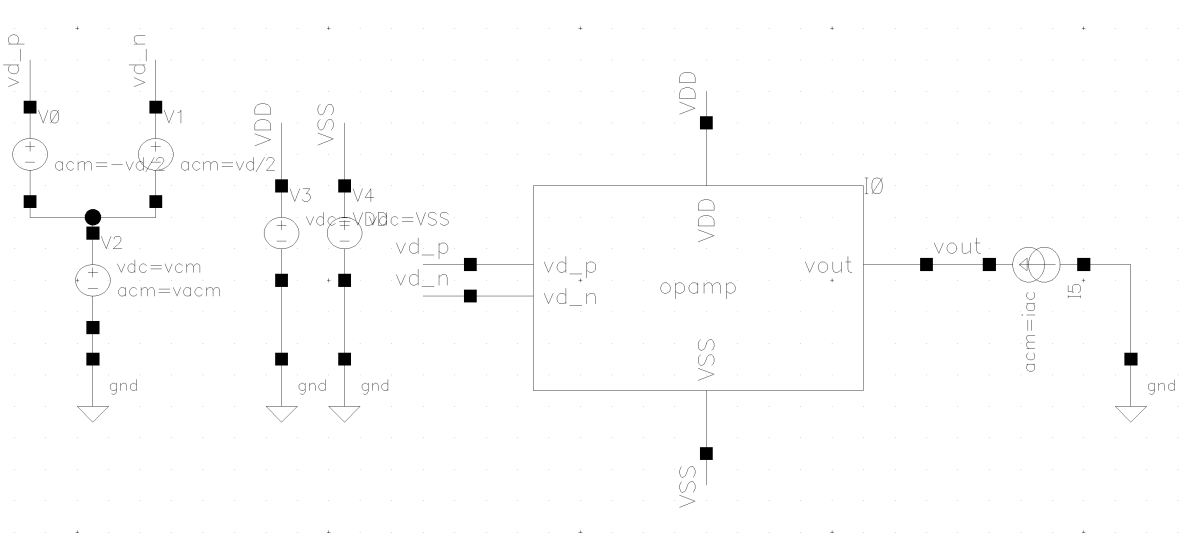 vd_p
vd_n
V0
V1
acm=-vd/2
acm=vd/2
V2
vdc=vcm
acm=vacm
gnd
VDD
VSS
V3
V4
vdc=VDD
vdc=VSS
gnd
gnd
vd_p
vd_n
VDD
I0
VDD
vd_p
vd_n
opamp
vout
VSS
VSS
vout
acm=iac
I5
gnd